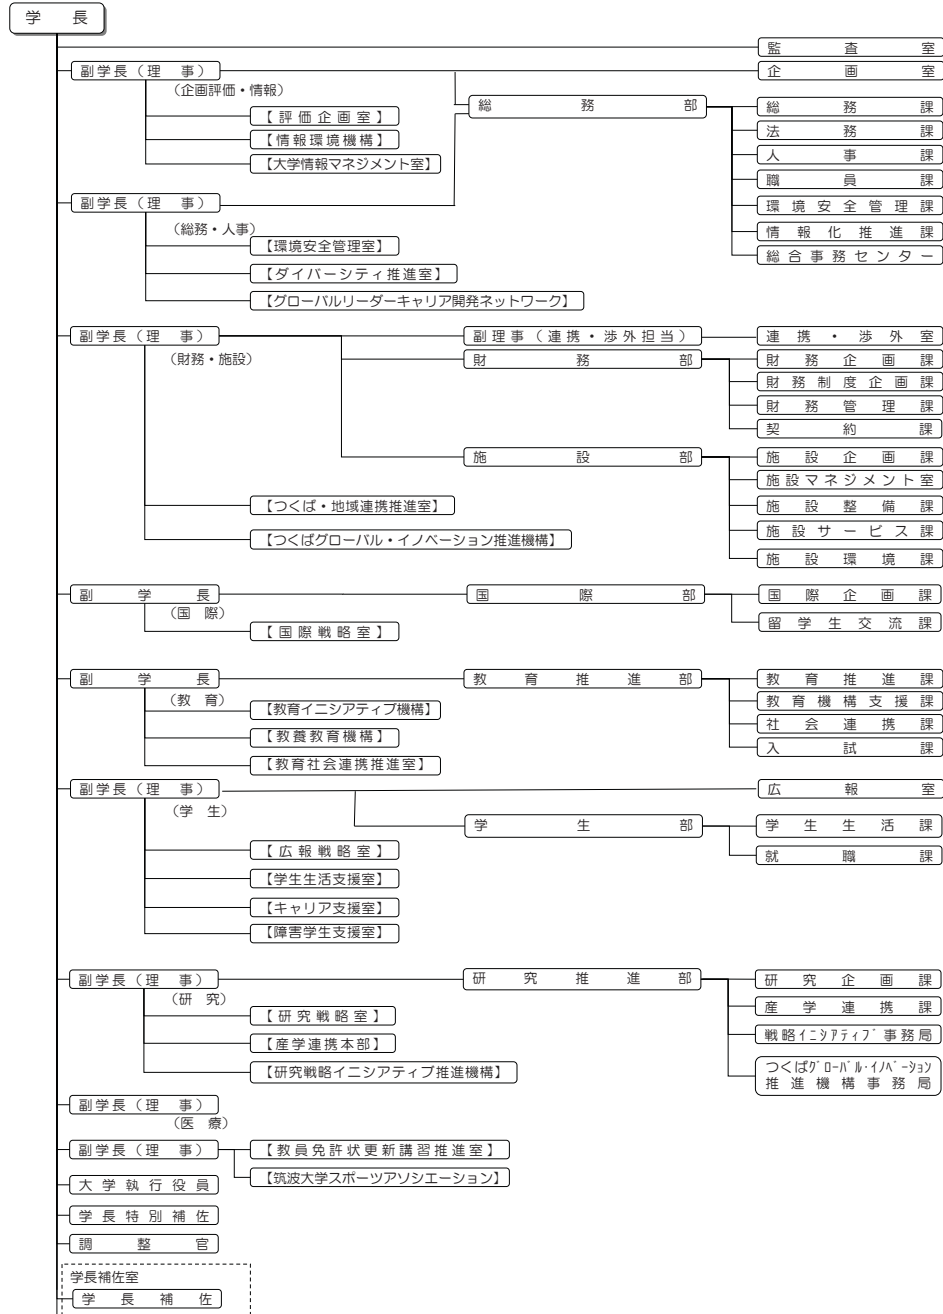 学長
監査室
副学長(理 事)
企画室
(企画評価・情報)
【評価企画室】
【情報環境機構】
【大学情報マネジメント室】
総務部
総務課
法務課
人事課
職員課
環境安全管理課
情報化推進課
総合事務センター
副学長(理 事)
(総務・人事)
【環境安全管理室】
【ダイバーシティ推進室】
【グローバルリーダーキャリア開発ネットワーク】
副学長(理 事)
(財務・施設)
副理事(連携・渉外担当)
連携・渉外室
財務部
財務企画課
財務制度企画課
財務管理課
契約課
施設部
施設企画課
施設マネジメント室
施設整備課
施設サービス課
施設環境課
【つくば・地域連携推進室】
【つくばグローバル・イノベーション推進機構】
副学長
(国 際)
【国際戦略室】
国際部
国際企画課
留学生交流課
副学長
(教 育)
【教育イニシアティブ機構】
【教養教育機構】
【教育社会連携推進室】
教育推進部
教育推進課
教育機構支援課
社会連携課
入試課
副学長(理 事)
(学 生)
広報室
学生部
学生生活課
就職課
【広報戦略室】
【学生生活支援室】
【キャリア支援室】
【障害学生支援室】
副学長(理 事)
(研 究)
【研究戦略室】
【産学連携本部】
【研究戦略イニシアティブ推進機構】
研究推進部
研究企画課
産学連携課
戦略イニシアティブ事務局
つくばグローバル・イノベーション
推進機構事務局
副学長(理 事)
(医 療)
副学長(理 事)
【教員免許状更新講習推進室】
【筑波大学スポーツアソシエーション】
大学執行役員
学長特別補佐
調整官
学長補佐室
学長補佐